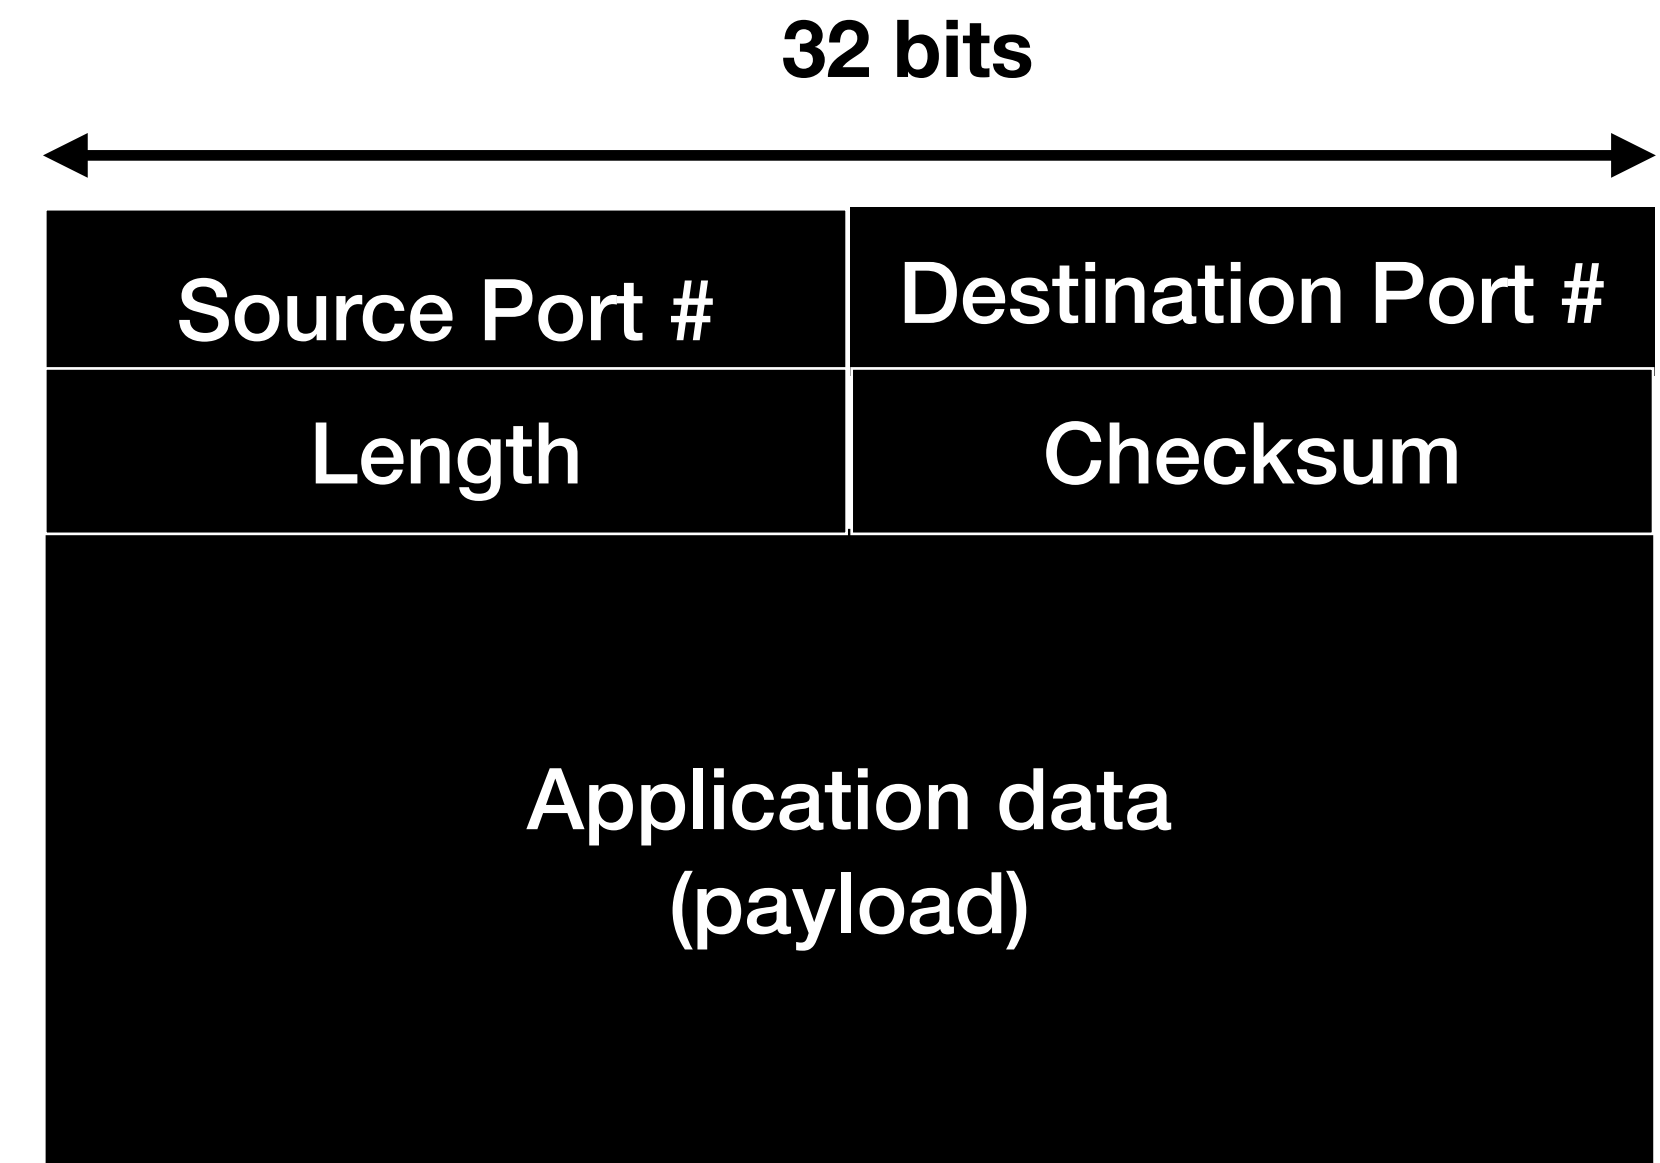 32 bits
Source Port #
Destination Port #
Length
Checksum
Application data
(payload)